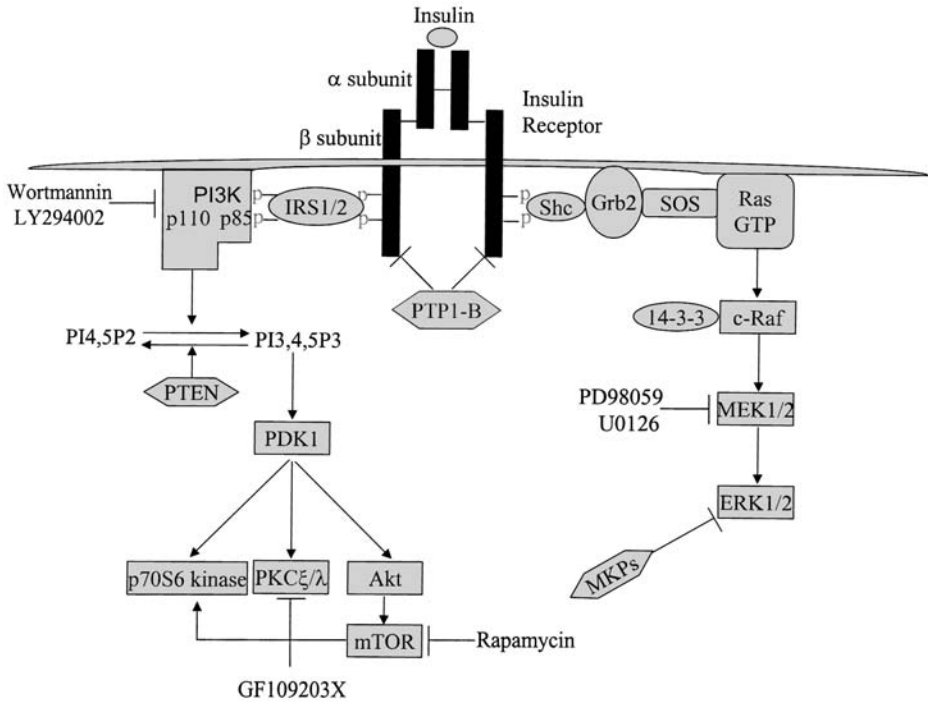 Insulin
α subunit
Insulin
Receptor
β subunit
Wortmannin
LY294002
PI3K
p110 p85
p
p
IRS1/2
p
p
p
p
Shc
Grb2
SOS
Ras
GTP
PTP1-B
14-3-3
c-Raf
PI4,5P2
PI3,4,5P3
PTEN
PD98059
U0126
MEK1/2
PDK1
ERK1/2
p70S6 kinase
PKCξ/λ
Akt
MKPs
mTOR
Rapamycin
GF109203X